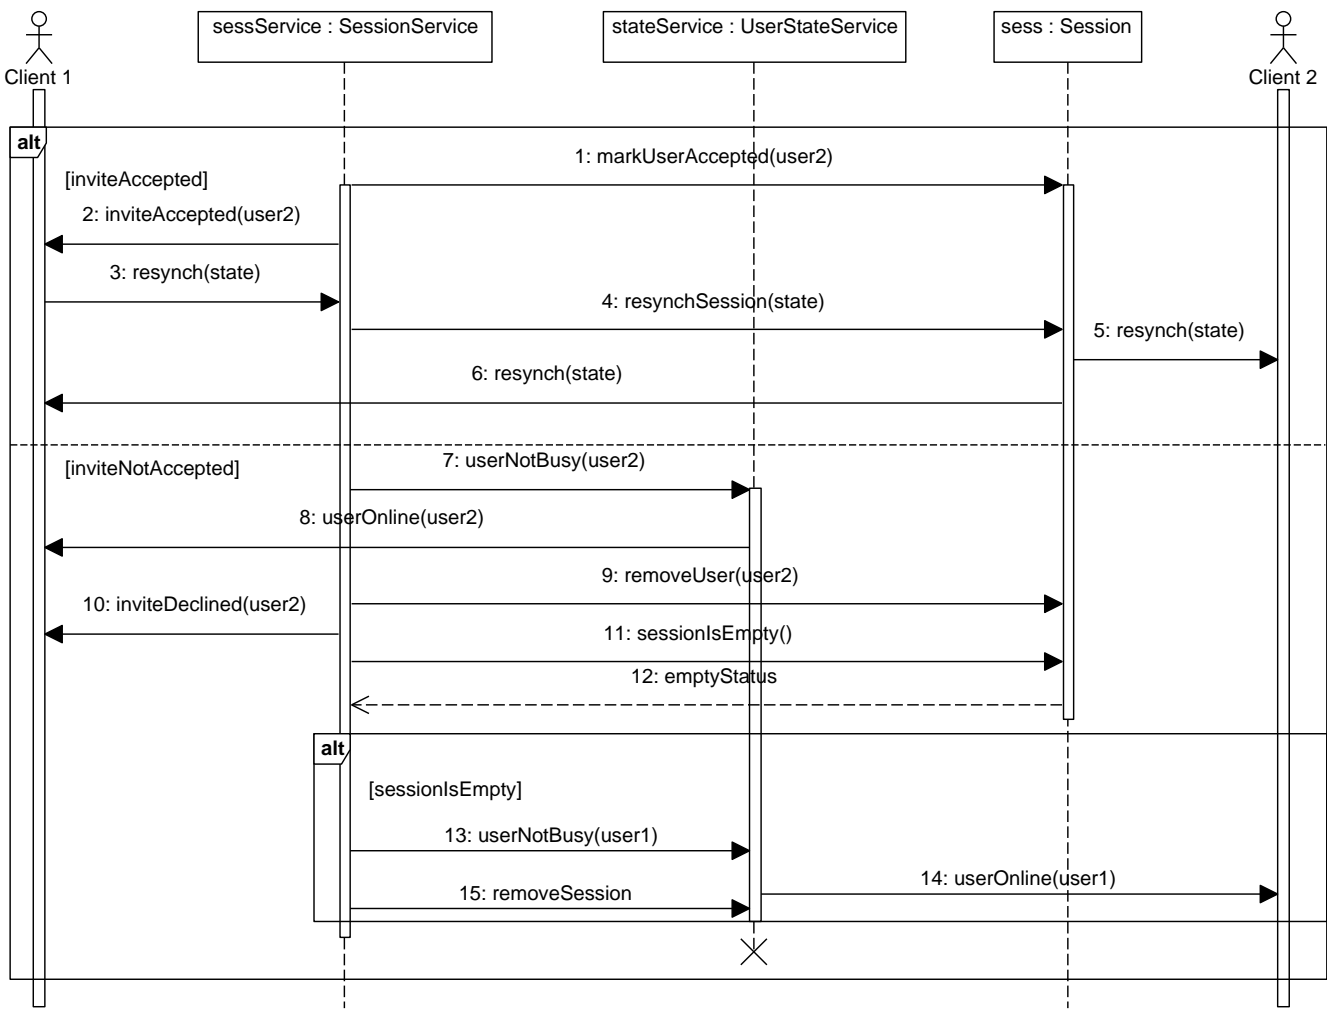 sessService : SessionService
stateService : UserStateService
sess : Session
Client 1
Client 2
alt
1: markUserAccepted(user2)
[inviteAccepted]
2: inviteAccepted(user2)
3: resynch(state)
4: resynchSession(state)
5: resynch(state)
6: resynch(state)
[inviteNotAccepted]
7: userNotBusy(user2)
8: userOnline(user2)
9: removeUser(user2)
10: inviteDeclined(user2)
11: sessionIsEmpty()
12: emptyStatus
alt
[sessionIsEmpty]
13: userNotBusy(user1)
14: userOnline(user1)
15: removeSession